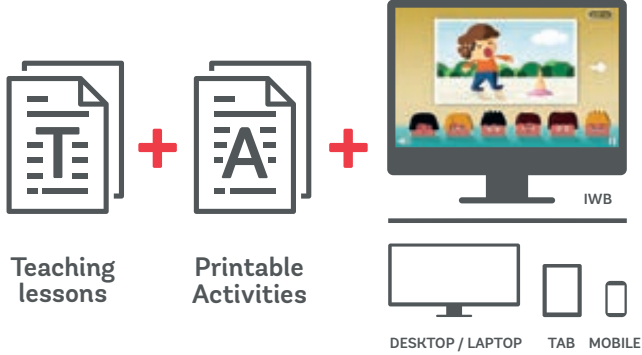 T
A
IWB
Teaching
lessons
Printable
Activities
DESKTOP / LAPTOP
TAB
MOBILE